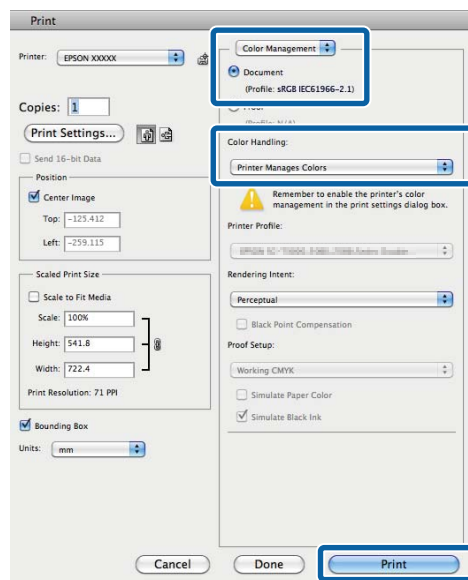 Print
Printer: EPSON XXXXX
Copies: 1
Print Settings...
Send 16-bit Data
Position
Center Image
Top: -125.412
Left: -259.115
Scaled Print Size
Scale to Fit Media
Scale: 100%
Height: 541.8
Width: 722.4
Print Resolution: 71 PPI
Bounding Box
Units: mm
Color Management
Document
(Profile: sRGB IEC61966-2.1)
Color Handling:
Printer Manages Colors
Remember to enable the printer's color
management in the print settings dialog box.
Printer Profile:
Rendering Intent:
Perceptual
Black Point Compensation
Proof Setup:
Working CMYK
Simulate Paper Color
Simulate Black Ink
Cancel
Done
Print